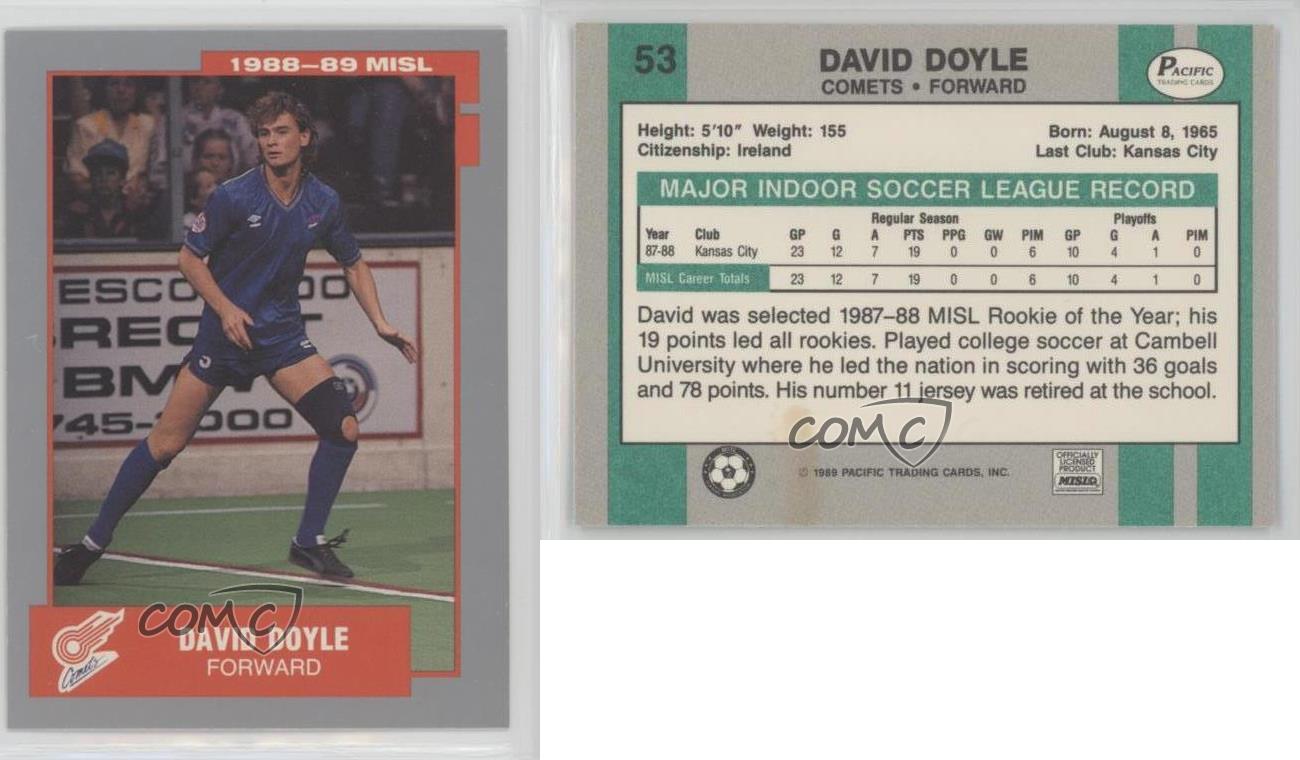 1988–89 MISL
ESCO DO
BMW
745- 000
Comets
COMC
DAVID DOYLE
FORWARD
53
DAVID DOYLE
COMETS • FORWARD
PACIFIC
TRADING CARDS
Height: 5'10" Weight: 155
Born: August 8, 1965
Citizenship: Ireland
Last Club: Kansas City
MAJOR INDOOR SOCCER LEAGUE RECORD
Regular Season Playoffs
Year Club GP G A PTS PPG GW PIM GP G A PIM
87-88 Kansas City 23 12 7 19 0 0 6 10 4 1 0
MISL Career Totals 23 12 7 19 0 0 6 10 4 1 0
David was selected 1987–88 MISL Rookie of the Year; his
19 points led all rookies. Played college soccer at Cambell
University where he led the nation in scoring with 36 goals
and 78 points. His number 11 jersey was retired at the school.
COMC
© 1989 PACIFIC TRADING CARDS, INC.
OFFICIALLY
LICENSED
PRODUCT
MISL